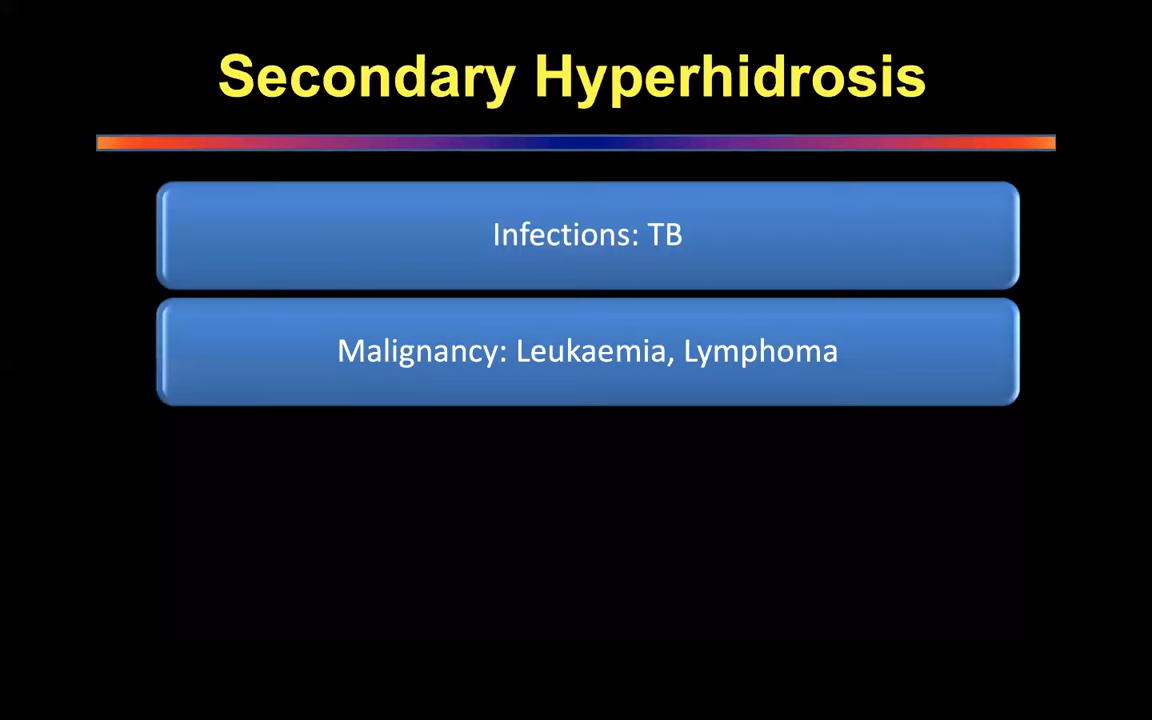 Secondary Hyperhidrosis
Infections: TB
Malignancy: Leukaemia, Lymphoma